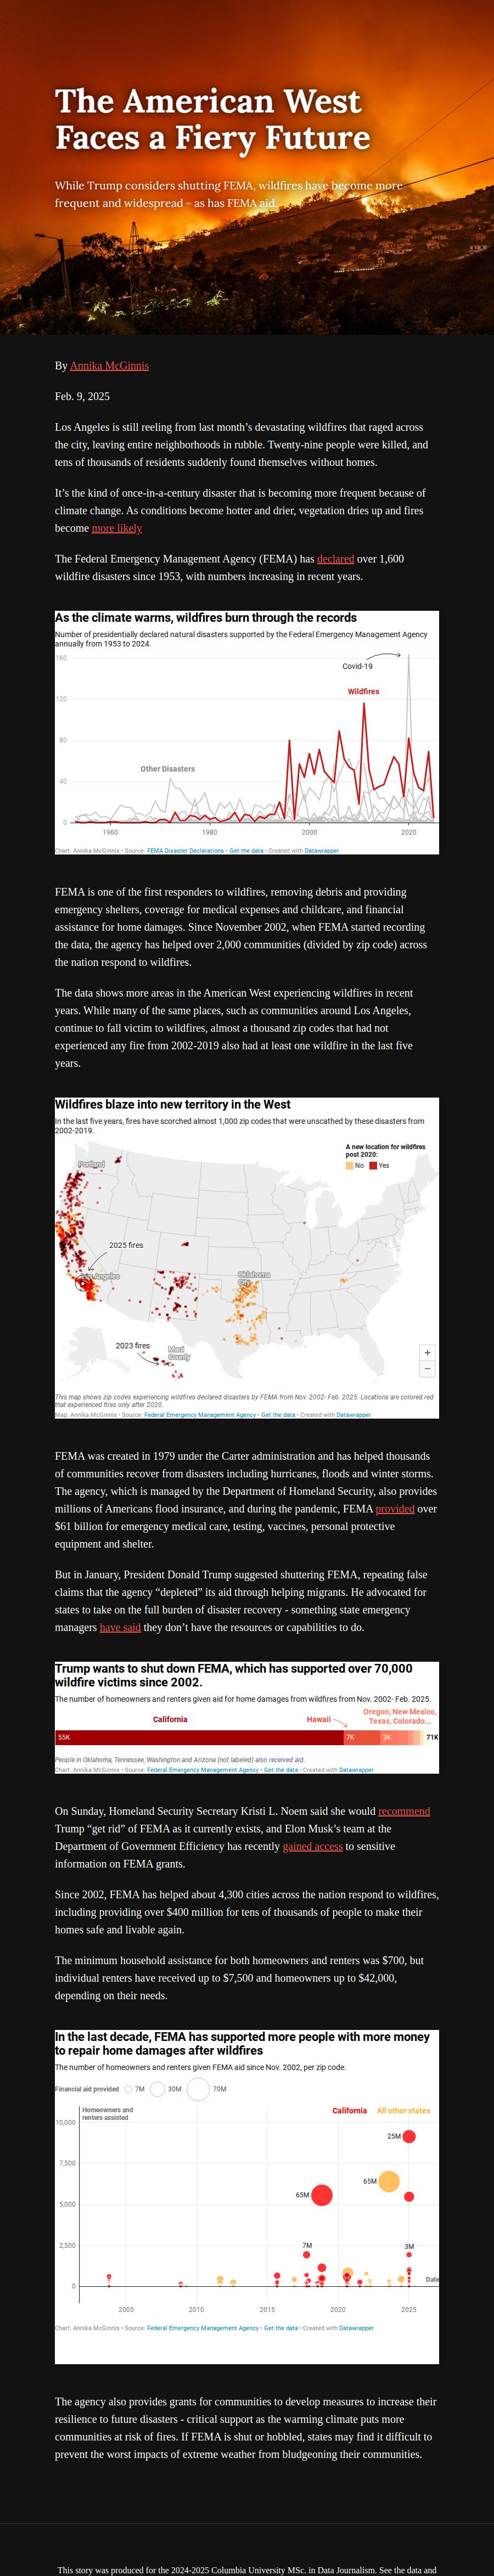 The American West
Faces a Fiery Future
While Trump considers shutting FEMA, wildfires have become more
frequent and widespread - as has FEMA aid.
By Annika McGinnis
Feb. 9, 2025
Los Angeles is still reeling from last month’s devastating wildfires that raged across
the city, leaving entire neighborhoods in rubble. Twenty-nine people were killed, and
tens of thousands of residents suddenly found themselves without homes.
It’s the kind of once-in-a-century disaster that is becoming more frequent because of
climate change. As conditions become hotter and drier, vegetation dries up and fires
become more likely
The Federal Emergency Management Agency (FEMA) has declared over 1,600
wildfire disasters since 1953, with numbers increasing in recent years.
As the climate warms, wildfires burn through the records
Number of presidentially declared natural disasters supported by the Federal Emergency Management Agency
annually from 1953 to 2024.
160
Covid-19
Wildfires
120
80
Other Disasters
40
0
1960 1980 2000 2020
Chart: Annika McGinnis • Source: FEMA Disaster Declarations • Get the data • Created with Datawrapper
FEMA is one of the first responders to wildfires, removing debris and providing
emergency shelters, coverage for medical expenses and childcare, and financial
assistance for home damages. Since November 2002, when FEMA started recording
the data, the agency has helped over 2,000 communities (divided by zip code) across
the nation respond to wildfires.
The data shows more areas in the American West experiencing wildfires in recent
years. While many of the same places, such as communities around Los Angeles,
continue to fall victim to wildfires, almost a thousand zip codes that had not
experienced any fire from 2002-2019 also had at least one wildfire in the last five
years.
Wildfires blaze into new territory in the West
In the last five years, fires have scorched almost 1,000 zip codes that were unscathed by these disasters from
2002-2019.
A new location for wildfires
post 2020:
No Yes
Portland
2025 fires
Los Angeles
Oklahoma
City
2023 fires
Maui
County
+
−
This map shows zip codes experiencing wildfires declared disasters by FEMA from Nov. 2002- Feb. 2025. Locations are colored red
that experienced fires only after 2020.
Map: Annika McGinnis • Source: Federal Emergency Management Agency • Get the data • Created with Datawrapper
FEMA was created in 1979 under the Carter administration and has helped thousands
of communities recover from disasters including hurricanes, floods and winter storms.
The agency, which is managed by the Department of Homeland Security, also provides
millions of Americans flood insurance, and during the pandemic, FEMA provided over
$61 billion for emergency medical care, testing, vaccines, personal protective
equipment and shelter.
But in January, President Donald Trump suggested shuttering FEMA, repeating false
claims that the agency “depleted” its aid through helping migrants. He advocated for
states to take on the full burden of disaster recovery - something state emergency
managers have said they don’t have the resources or capabilities to do.
Trump wants to shut down FEMA, which has supported over 70,000
wildfire victims since 2002.
The number of homeowners and renters given aid for home damages from wildfires from Nov. 2002- Feb. 2025.
California Hawaii Oregon, New Mexico,
Texas, Colorado...
55K 7K 3K 71K
People in Oklahoma, Tennessee, Washington and Arizona (not labeled) also received aid.
Chart: Annika McGinnis • Source: Federal Emergency Management Agency • Get the data • Created with Datawrapper
On Sunday, Homeland Security Secretary Kristi L. Noem said she would recommend
Trump “get rid” of FEMA as it currently exists, and Elon Musk’s team at the
Department of Government Efficiency has recently gained access to sensitive
information on FEMA grants.
Since 2002, FEMA has helped about 4,300 cities across the nation respond to wildfires,
including providing over $400 million for tens of thousands of people to make their
homes safe and livable again.
The minimum household assistance for both homeowners and renters was $700, but
individual renters have received up to $7,500 and homeowners up to $42,000,
depending on their needs.
In the last decade, FEMA has supported more people with more money
to repair home damages after wildfires
The number of homeowners and renters given FEMA aid since Nov. 2002, per zip code.
Financial aid provided 7M 30M 70M
Homeowners and
renters assisted
California All other states
10,000
25M
7,500
65M
65M
5,000
2,500
7M
3M
Date
0
2005 2010 2015 2020 2025
Chart: Annika McGinnis • Source: Federal Emergency Management Agency • Get the data • Created with Datawrapper
The agency also provides grants for communities to develop measures to increase their
resilience to future disasters - critical support as the warming climate puts more
communities at risk of fires. If FEMA is shut or hobbled, states may find it difficult to
prevent the worst impacts of extreme weather from bludgeoning their communities.
This story was produced for the 2024-2025 Columbia University MSc. in Data Journalism. See the data and